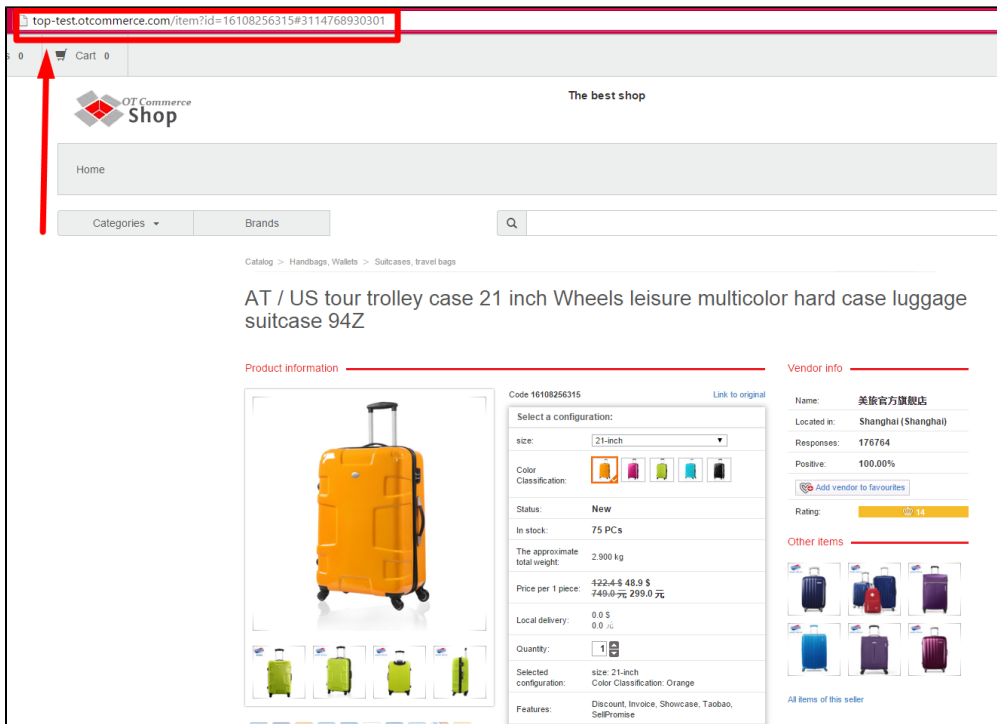 top-test.otcommerce.com/item?id=16108256315#3114768930301
s 0 Cart 0
OT Commerce
Shop
The best shop
Home
Categories Brands
Catalog > Handbags, Wallets > Suitcases, travel bags
AT / US tour trolley case 21 inch Wheels leisure multicolor hard case luggage
suitcase 94Z
Product information
Code 16108256315 Link to original
Select a configuration:
size: 21-inch
Color
Classification:
Status: New
In stock: 75 PCs
The approximate
total weight: 2.900 kg
Price per 1 piece: 122.4 $ 48.9 $
749.0 元 299.0 元
Local delivery: 0.0 $
0.0 元
Quantity: 1
Selected
configuration: size: 21-inch
Color Classification: Orange
Features: Discount, Invoice, Showcase, Taobao,
SellPromise
Vendor info
Name: 美旅官方旗舰店
Located in: Shanghai (Shanghai)
Responses: 176764
Positive: 100.00%
Add vendor to favourites
Rating: 14
Other items
All items of this seller